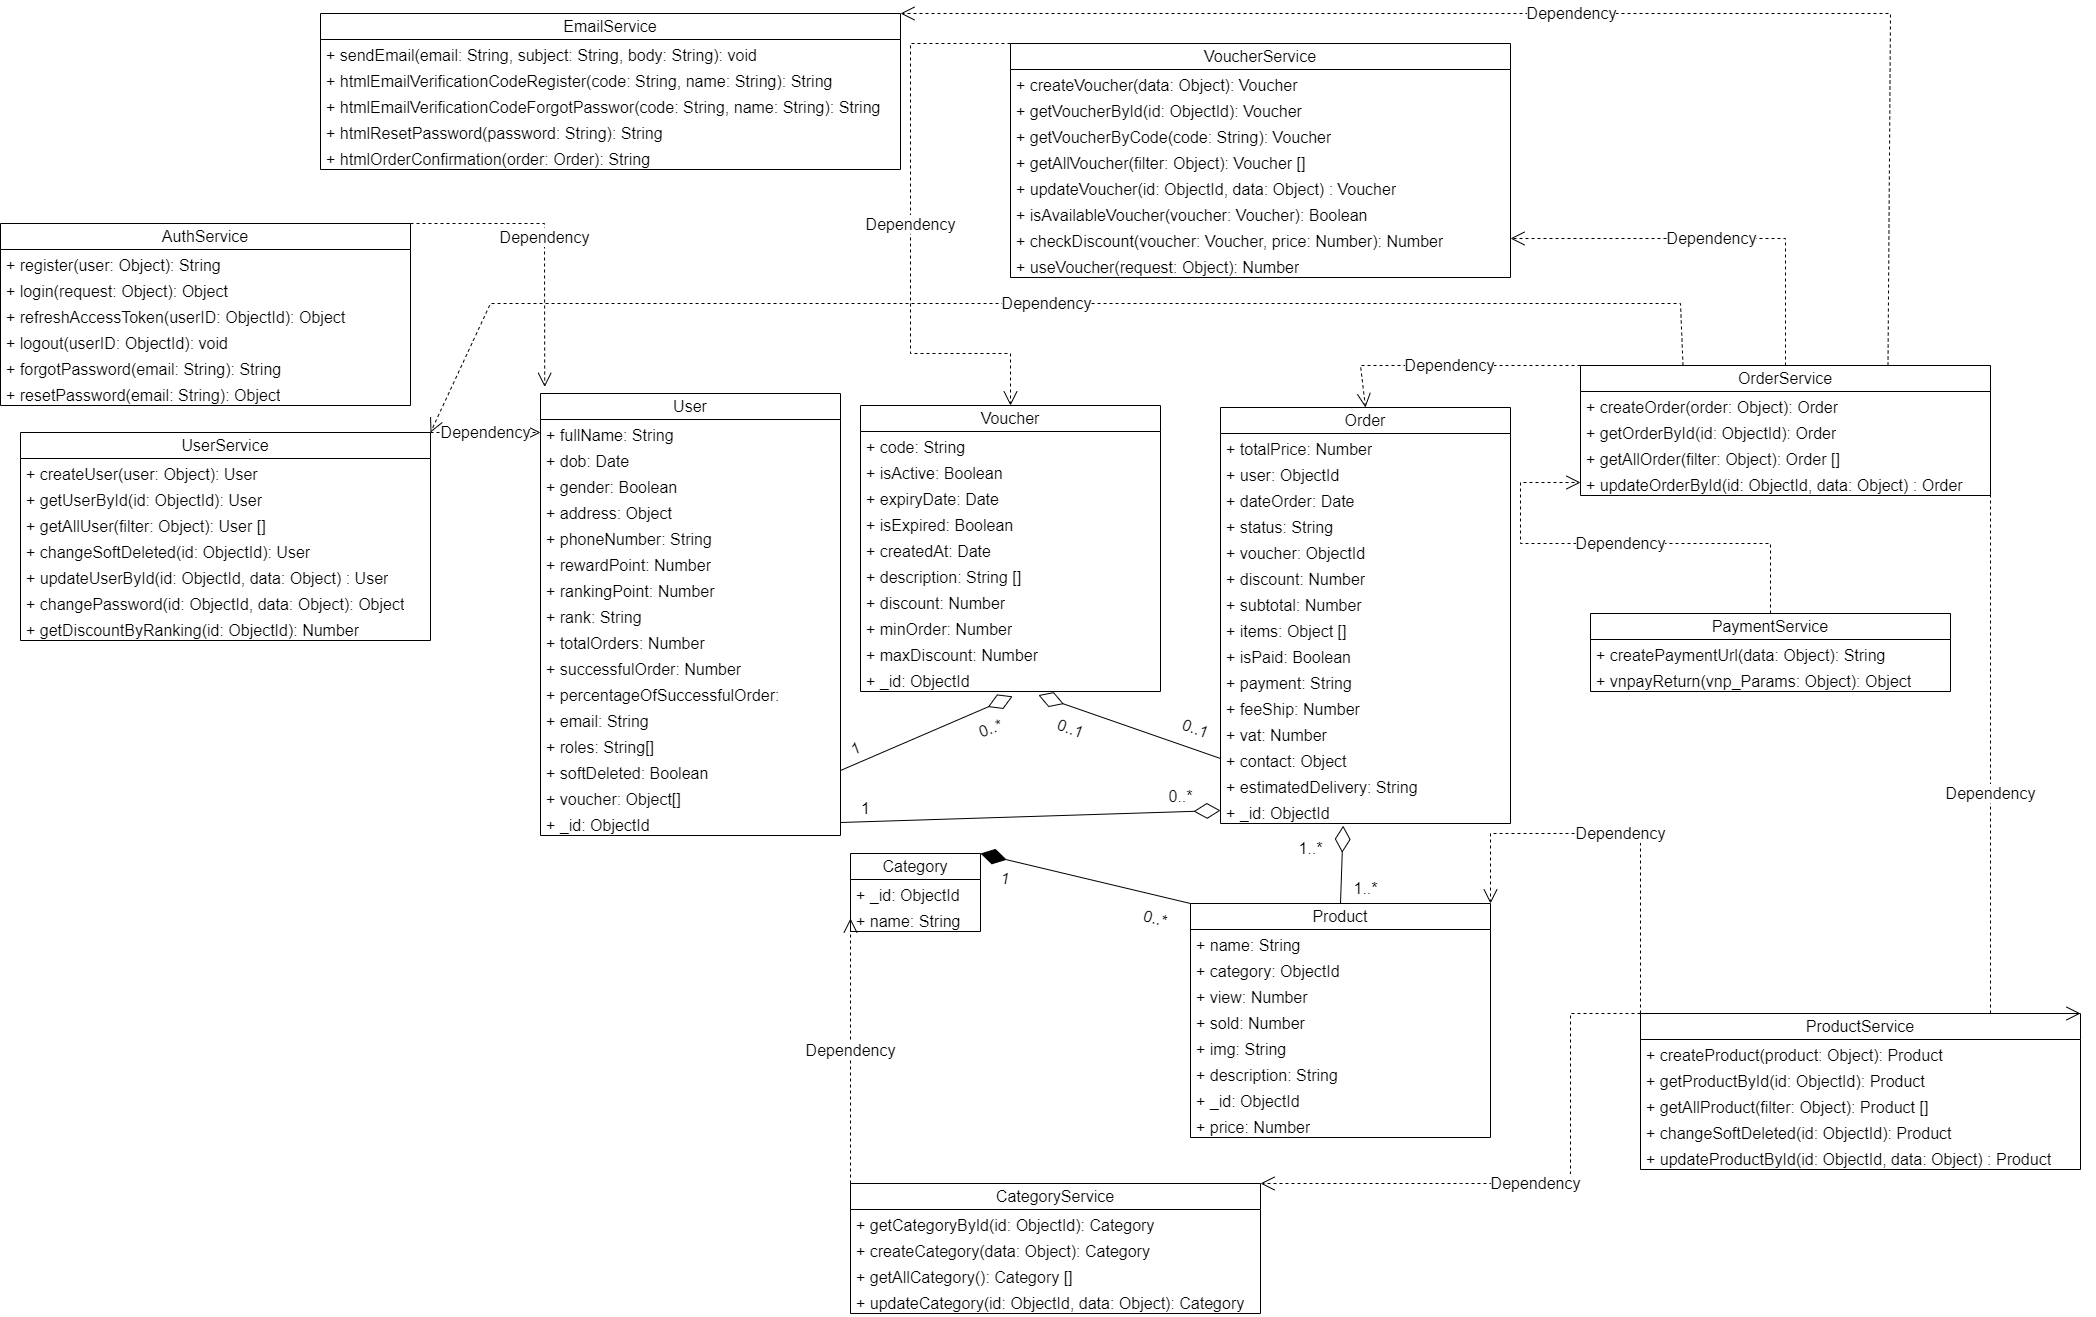 Dependency
EmailService
+ sendEmail(email: String, subject: String, body: String): void
+ htmlEmailVerificationCodeRegister(code: String, name: String): String
+ htmlEmailVerificationCodeForgotPasswor(code: String, name: String): String
+ htmlResetPassword(password: String): String
+ htmlOrderConfirmation(order: Order): String
VoucherService
+ createVoucher(data: Object): Voucher
+ getVoucherById(id: ObjectId): Voucher
+ getVoucherByCode(code: String): Voucher
+ getAllVoucher(filter: Object): Voucher []
+ updateVoucher(id: ObjectId, data: Object) : Voucher
+ isAvailableVoucher(voucher: Voucher): Boolean
+ checkDiscount(voucher: Voucher, price: Number): Number
+ useVoucher(request: Object): Number
Dependency
Dependency
Dependency
Dependency
AuthService
+ register(user: Object): String
+ login(request: Object): Object
+ refreshAccessToken(userID: ObjectId): Object
+ logout(userID: ObjectId): void
+ forgotPassword(email: String): String
+ resetPassword(email: String): Object
Dependency
Dependency
UserService
+ createUser(user: Object): User
+ getUserById(id: ObjectId): User
+ getAllUser(filter: Object): User []
+ changeSoftDeleted(id: ObjectId): User
+ updateUserById(id: ObjectId, data: Object) : User
+ changePassword(id: ObjectId, data: Object): Object
+ getDiscountByRanking(id: ObjectId): Number
User
+ fullName: String
+ dob: Date
+ gender: Boolean
+ address: Object
+ phoneNumber: String
+ rewardPoint: Number
+ rankingPoint: Number
+ rank: String
+ totalOrders: Number
+ successfulOrder: Number
+ percentageOfSuccessfulOrder:
+ email: String
+ roles: String[]
+ softDeleted: Boolean
+ voucher: Object[]
+ _id: ObjectId
Voucher
+ code: String
+ isActive: Boolean
+ expiryDate: Date
+ isExpired: Boolean
+ createdAt: Date
+ description: String []
+ discount: Number
+ minOrder: Number
+ maxDiscount: Number
+ _id: ObjectId
Order
+ totalPrice: Number
+ user: ObjectId
+ dateOrder: Date
+ status: String
+ voucher: ObjectId
+ discount: Number
+ subtotal: Number
+ items: Object []
+ isPaid: Boolean
+ payment: String
+ feeShip: Number
+ vat: Number
+ contact: Object
+ estimatedDelivery: String
+ _id: ObjectId
OrderService
+ createOrder(order: Object): Order
+ getOrderById(id: ObjectId): Order
+ getAllOrder(filter: Object): Order []
+ updateOrderById(id: ObjectId, data: Object) : Order
Dependency
PaymentService
+ createPaymentUrl(data: Object): String
+ vnpayReturn(vnp_Params: Object): Object
0..*
0..1
0..1
1
1
0..*
Dependency
Dependency
1..*
1..*
Category
+ _id: ObjectId
+ name: String
1
0..*
Product
+ name: String
+ category: ObjectId
+ view: Number
+ sold: Number
+ img: String
+ description: String
+ _id: ObjectId
+ price: Number
ProductService
+ createProduct(product: Object): Product
+ getProductById(id: ObjectId): Product
+ getAllProduct(filter: Object): Product []
+ changeSoftDeleted(id: ObjectId): Product
+ updateProductById(id: ObjectId, data: Object) : Product
Dependency
Dependency
CategoryService
+ getCategoryById(id: ObjectId): Category
+ createCategory(data: Object): Category
+ getAllCategory(): Category []
+ updateCategory(id: ObjectId, data: Object): Category